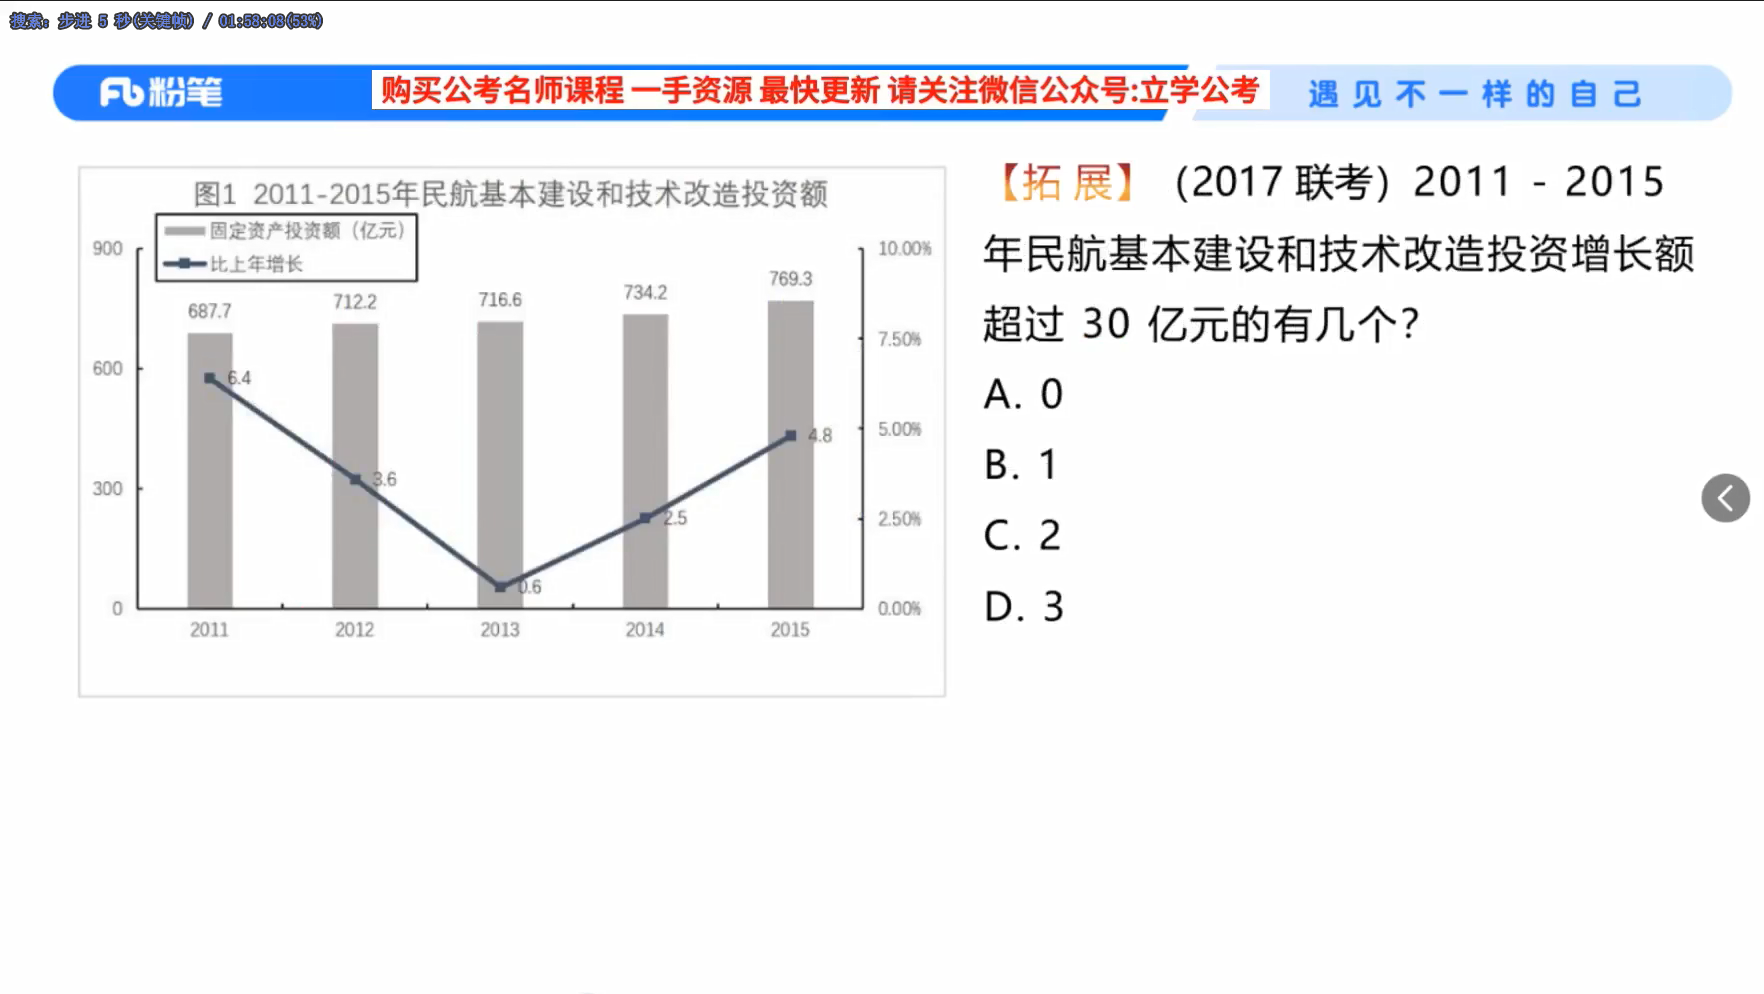 搜索: 步进 5 秒(关键帧) / 01:58:08(53%)
粉笔
购买公考名师课程 一手资源 最快更新 请关注微信公众号:立学公考
遇见不一样的自己
图1 2011-2015年民航基本建设和技术改造投资额
固定资产投资额（亿元）
比上年增长
900
600
300
0
10.00%
7.50%
5.00%
2.50%
0.00%
687.7
712.2
716.6
734.2
769.3
6.4
3.6
0.6
2.5
4.8
2011
2012
2013
2014
2015
【拓 展】（2017 联考）2011 - 2015
年民航基本建设和技术改造投资增长额
超过 30 亿元的有几个？
A. 0
B. 1
C. 2
D. 3